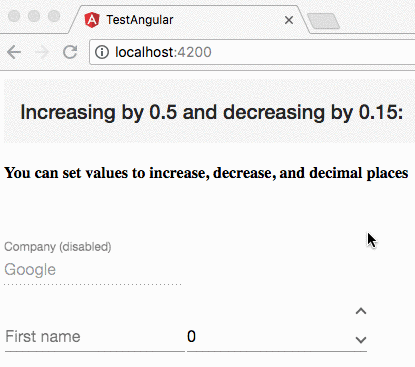 TestAngular
localhost:4200
Increasing by 0.5 and decreasing by 0.15:
You can set values to increase, decrease, and decimal places
Company (disabled)
Google
First name 0